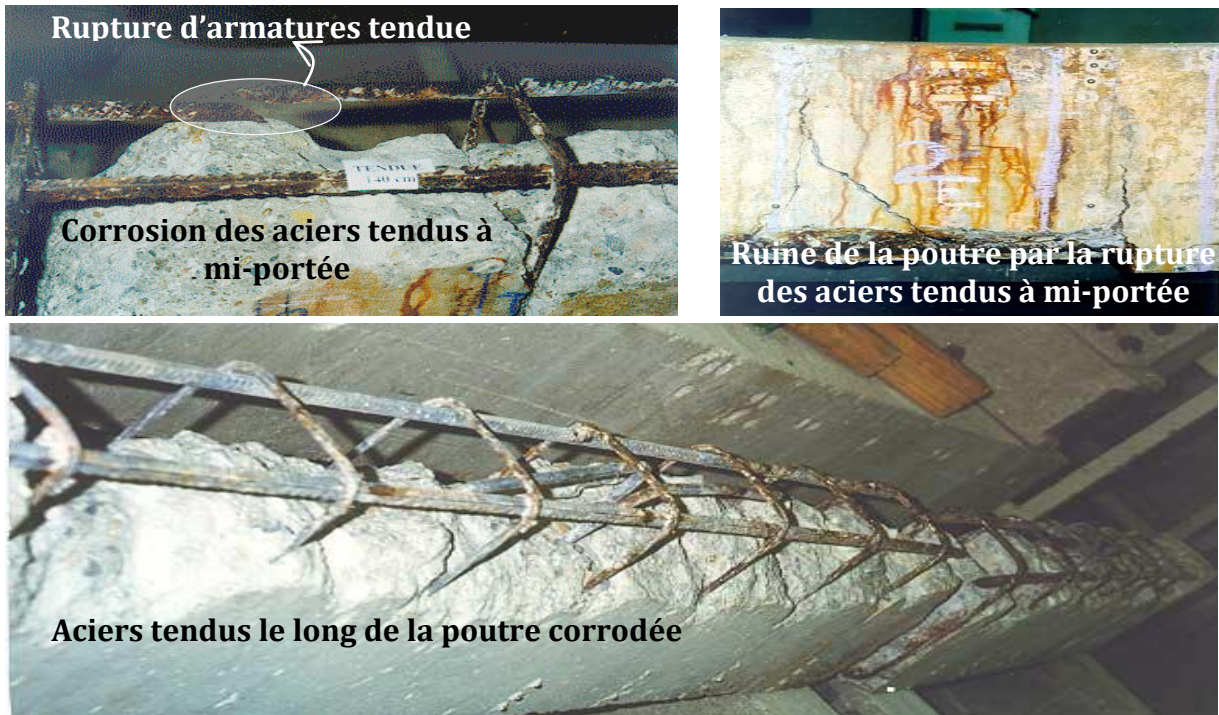 Rupture d'armatures tendue
TENDUE
140 cm
Corrosion des aciers tendus à
mi-portée
Ruine de la poutre par la rupture
des aciers tendus à mi-portée
Aciers tendus le long de la poutre corrodée